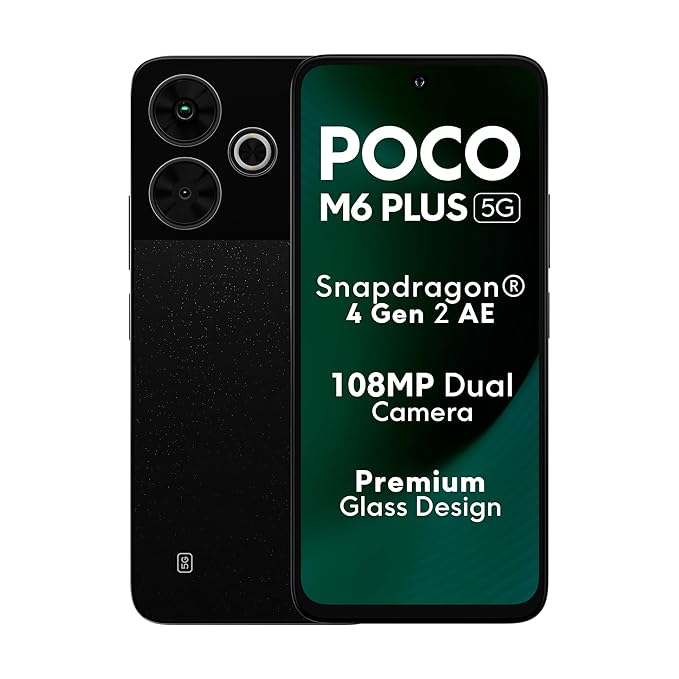 POCO
M6 PLUS 5G
Snapdragon®
4 Gen 2 AE
108MP Dual
Camera
Premium
Glass Design
5G